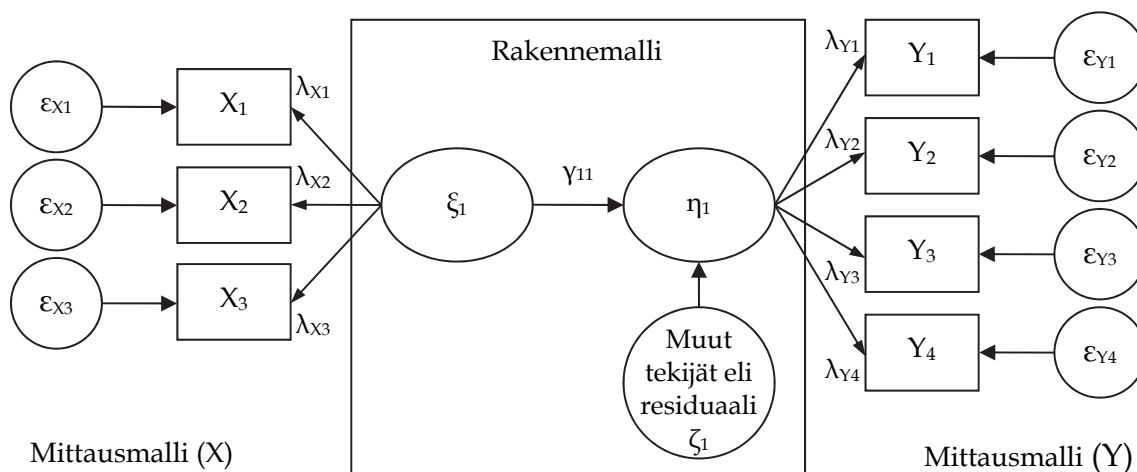 Rakennemalli
εX1
X1
λX1
εX2
X2
λX2
εX3
X3
λX3
ξ1
γ11
η1
Muut
tekijät eli
residuaali
ζ1
λY1
Y1
εY1
λY2
Y2
εY2
λY3
Y3
εY3
λY4
Y4
εY4
Mittausmalli (X)
Mittausmalli (Y)